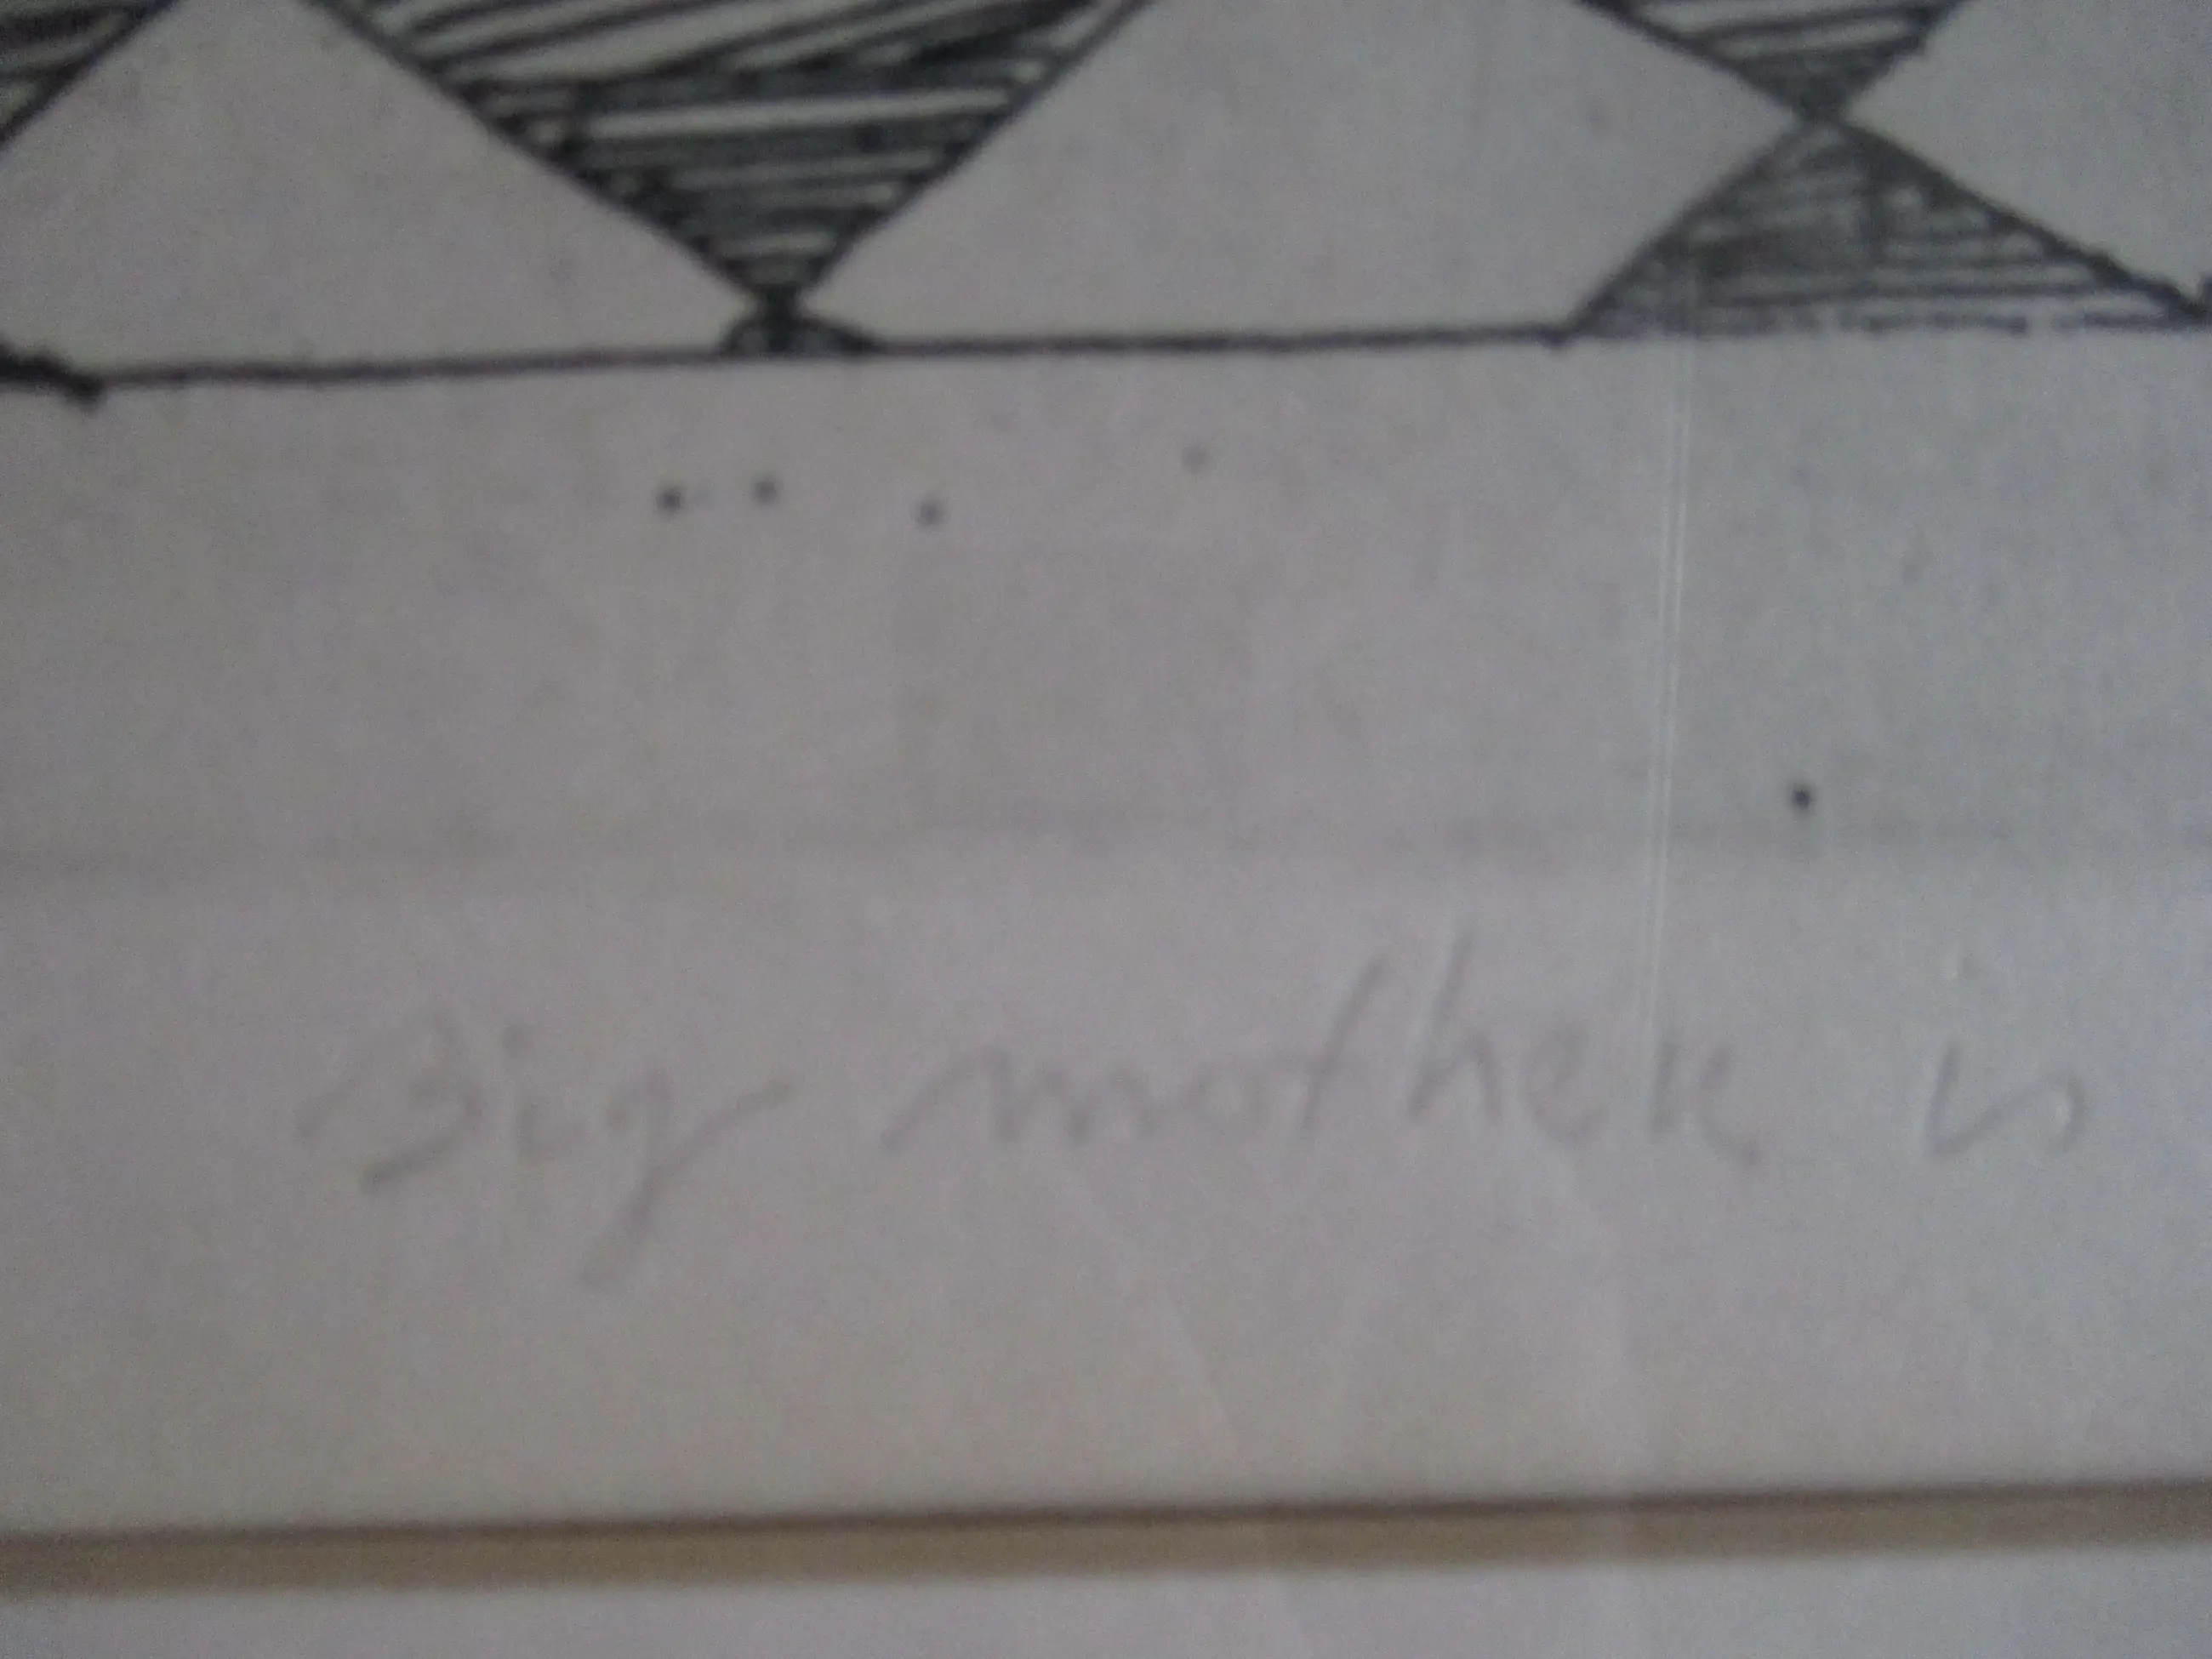 Big mother is